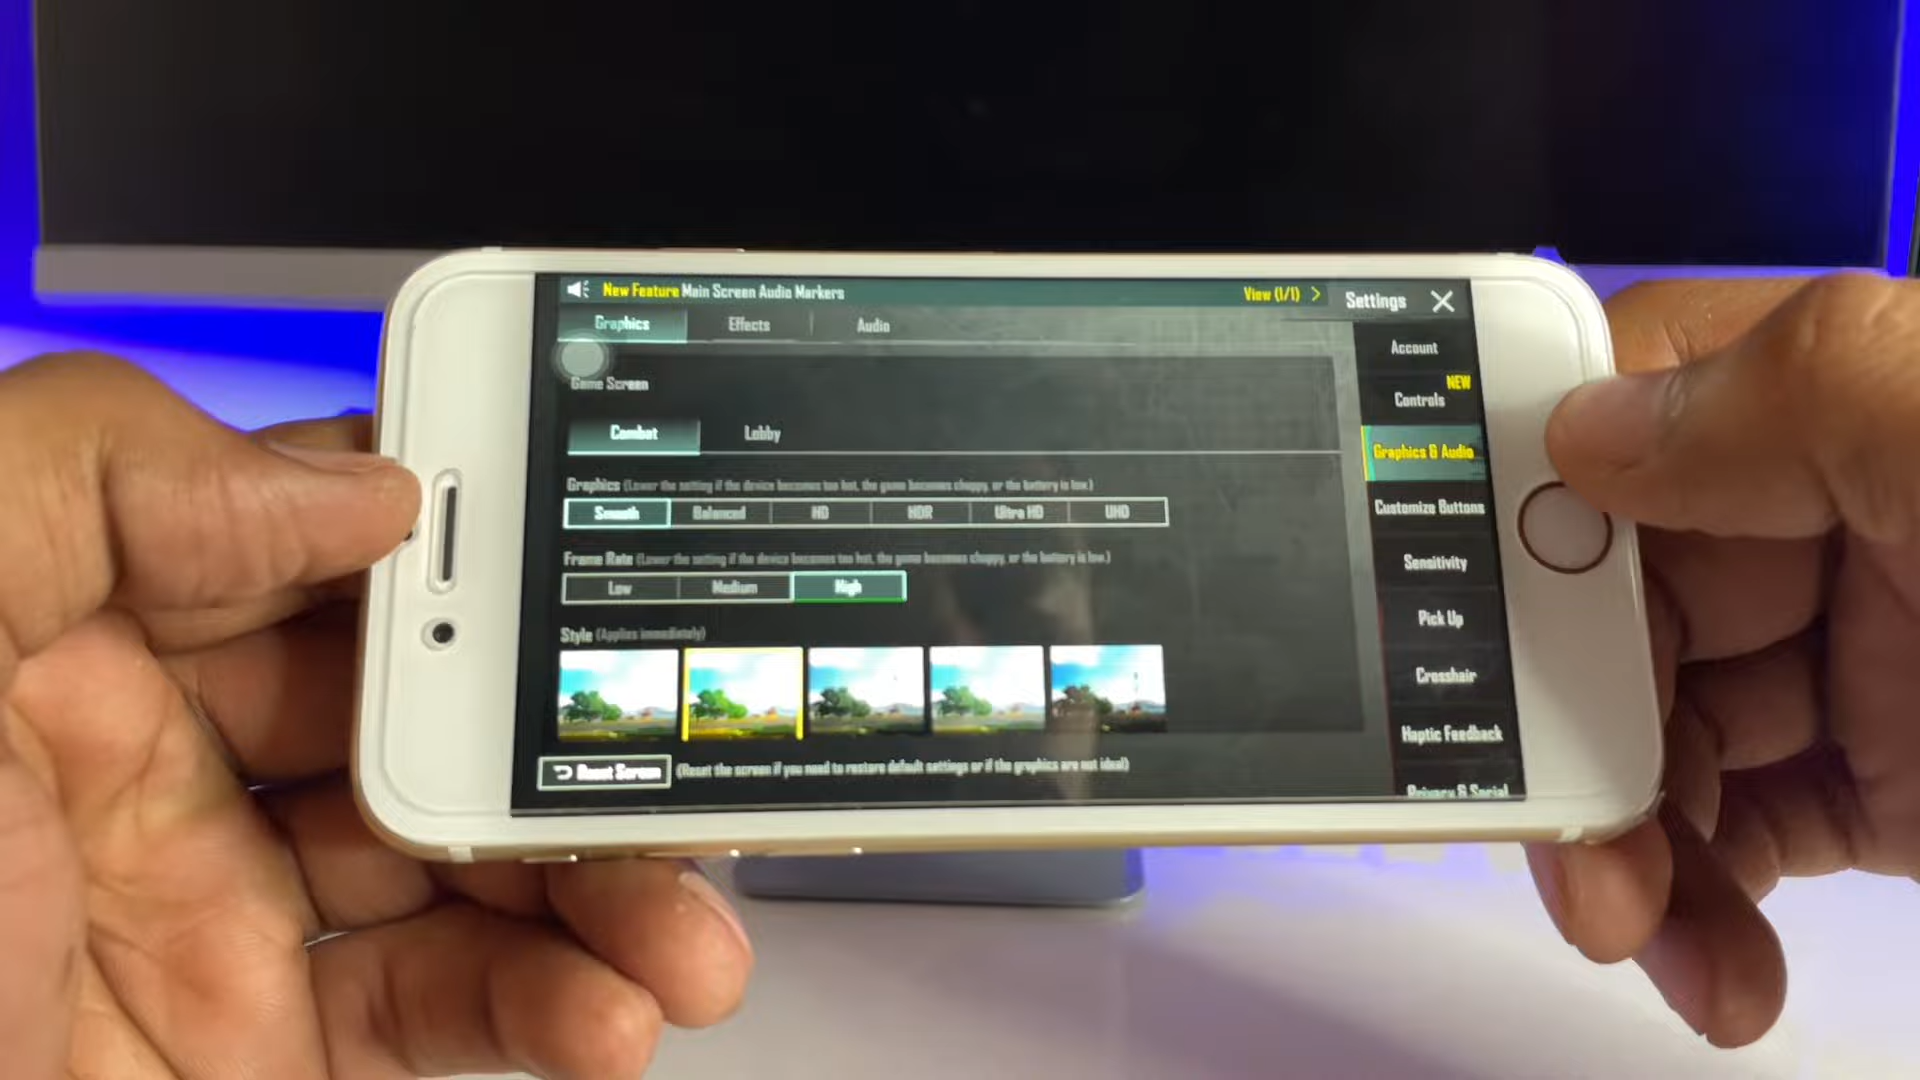 New Feature Main Screen Audio Markers View (1/1) >
Settings X
Graphics Effects Audio
Game Screen
Combat Lobby
Graphics (Lower the setting if the device becomes too hot, the game becomes choppy, or the battery is low.)
Smooth Balanced HD HDR Ultra HD UHD
Frame Rate (Lower the setting if the device becomes too hot, the game becomes choppy, or the battery is low.)
Low Medium High
Style (Applies immediately)
Reset Screen (Reset the screen if you need to restore default settings or if the graphics are not ideal)
Account
NEW
Controls
Graphics & Audio
Customize Buttons
Sensitivity
Pick Up
Crosshair
Haptic Feedback
Privacy & Social